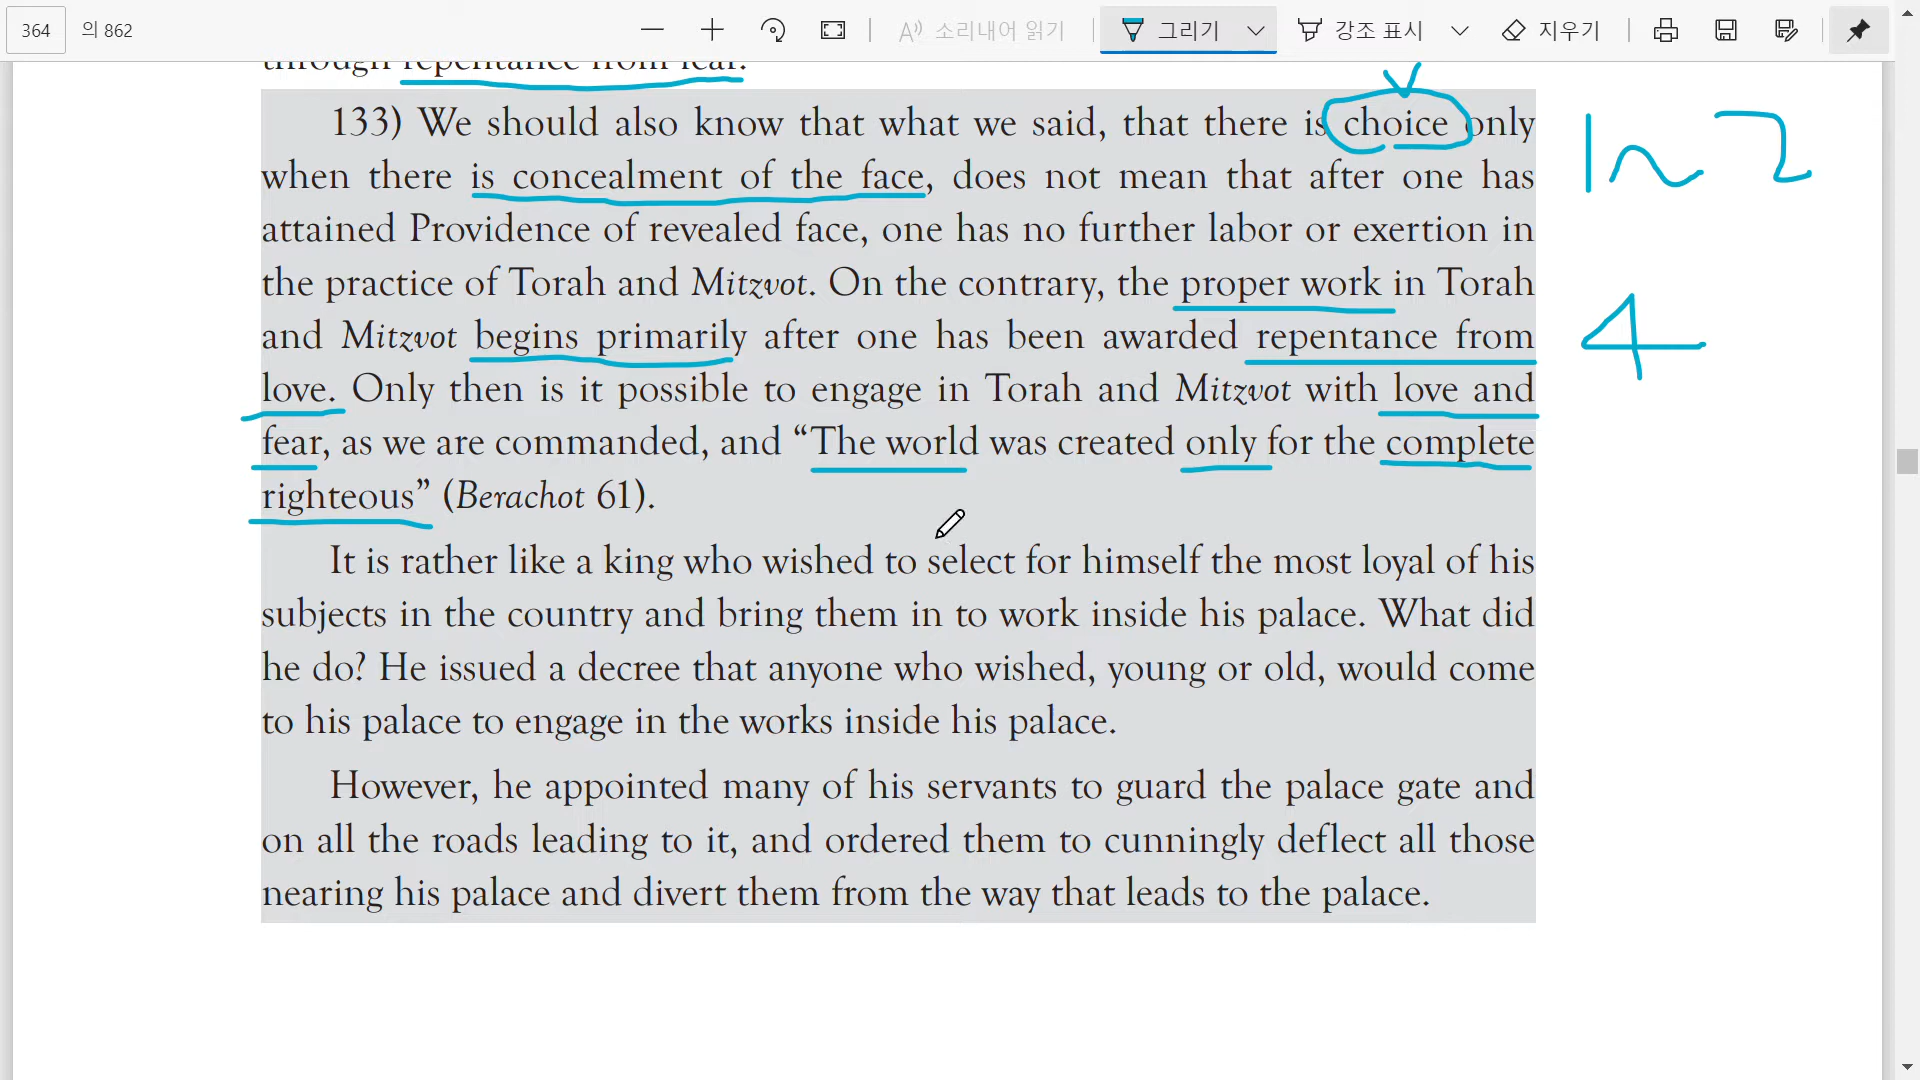 364 의 862 소리내어 읽기 그리기 강조 표시 지우기
through repentance from fear.
133) We should also know that what we said, that there is choice only
when there is concealment of the face, does not mean that after one has
attained Providence of revealed face, one has no further labor or exertion in
the practice of Torah and Mitzvot. On the contrary, the proper work in Torah
and Mitzvot begins primarily after one has been awarded repentance from
love. Only then is it possible to engage in Torah and Mitzvot with love and
fear, as we are commanded, and “The world was created only for the complete
righteous” (Berachot 61).
It is rather like a king who wished to select for himself the most loyal of his
subjects in the country and bring them in to work inside his palace. What did
he do? He issued a decree that anyone who wished, young or old, would come
to his palace to engage in the works inside his palace.
However, he appointed many of his servants to guard the palace gate and
on all the roads leading to it, and ordered them to cunningly deflect all those
nearing his palace and divert them from the way that leads to the palace.
1~2
4